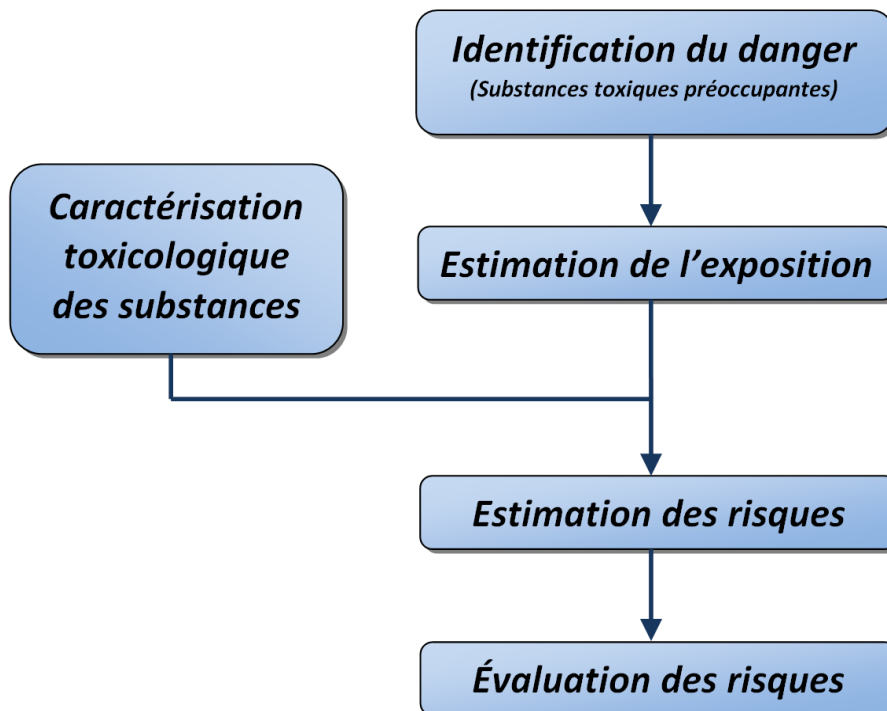 Identification du danger
(Substances toxiques préoccupantes)
Caractérisation
toxicologique
des substances
Estimation de l’exposition
Estimation des risques
Évaluation des risques